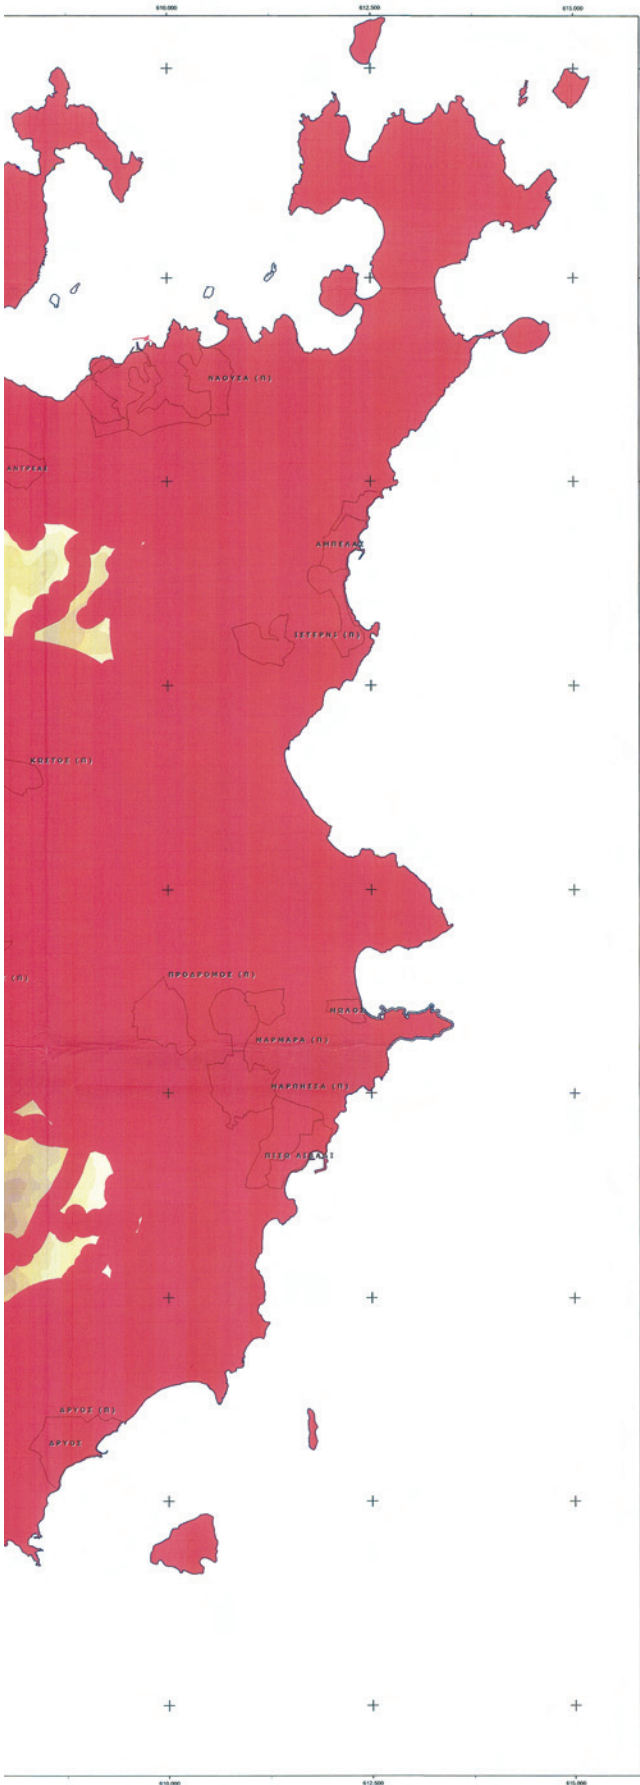 610.000 612.500 615.000
ΝΑΟΥΣΑ (Π)
ΑΜΠΕΛΑΣ
ΙΣΤΕΡΝΙ (Π)
ΚΩΣΤΟΣ (Π)
ΠΡΟΔΡΟΜΟΣ (Π)
Σ (Π)
ΜΩΛΟΣ
ΜΑΡΜΑΡΑ (Π)
ΜΑΡΠΗΣΣΑ (Π)
ΠΙΣΩ ΛΙΒΑΔΙ
ΔΡΥΟΣ (Π)
ΔΡΥΟΣ
610.000 612.500 615.000